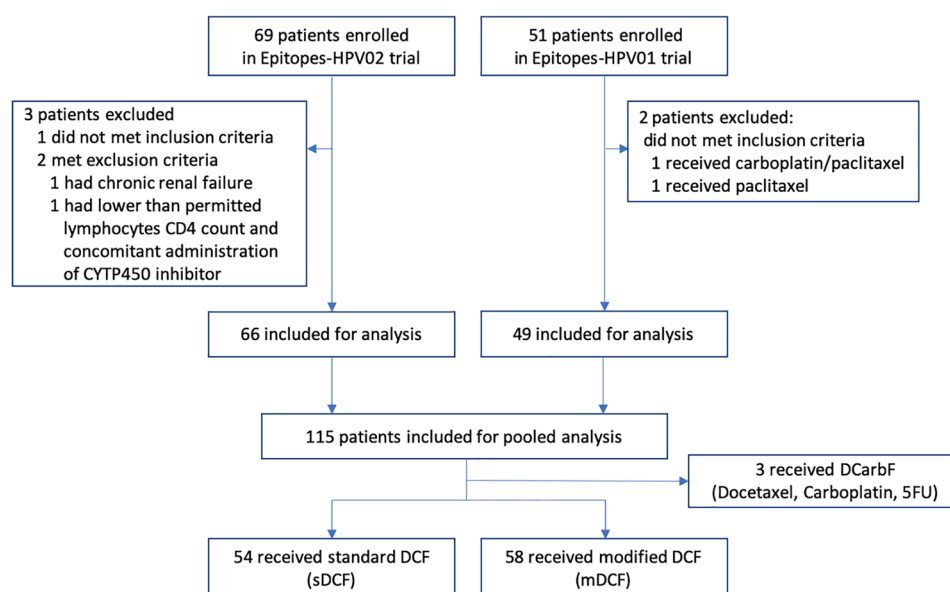 69 patients enrolled
in Epitopes-HPV02 trial
51 patients enrolled
in Epitopes-HPV01 trial
3 patients excluded
1 did not met inclusion criteria
2 met exclusion criteria
1 had chronic renal failure
1 had lower than permitted
lymphocytes CD4 count and
concomitant administration
of CYTP450 inhibitor
2 patients excluded:
did not met inclusion criteria
1 received carboplatin/paclitaxel
1 received paclitaxel
66 included for analysis
49 included for analysis
115 patients included for pooled analysis
3 received DCarbF
(Docetaxel, Carboplatin, 5FU)
54 received standard DCF
(sDCF)
58 received modified DCF
(mDCF)